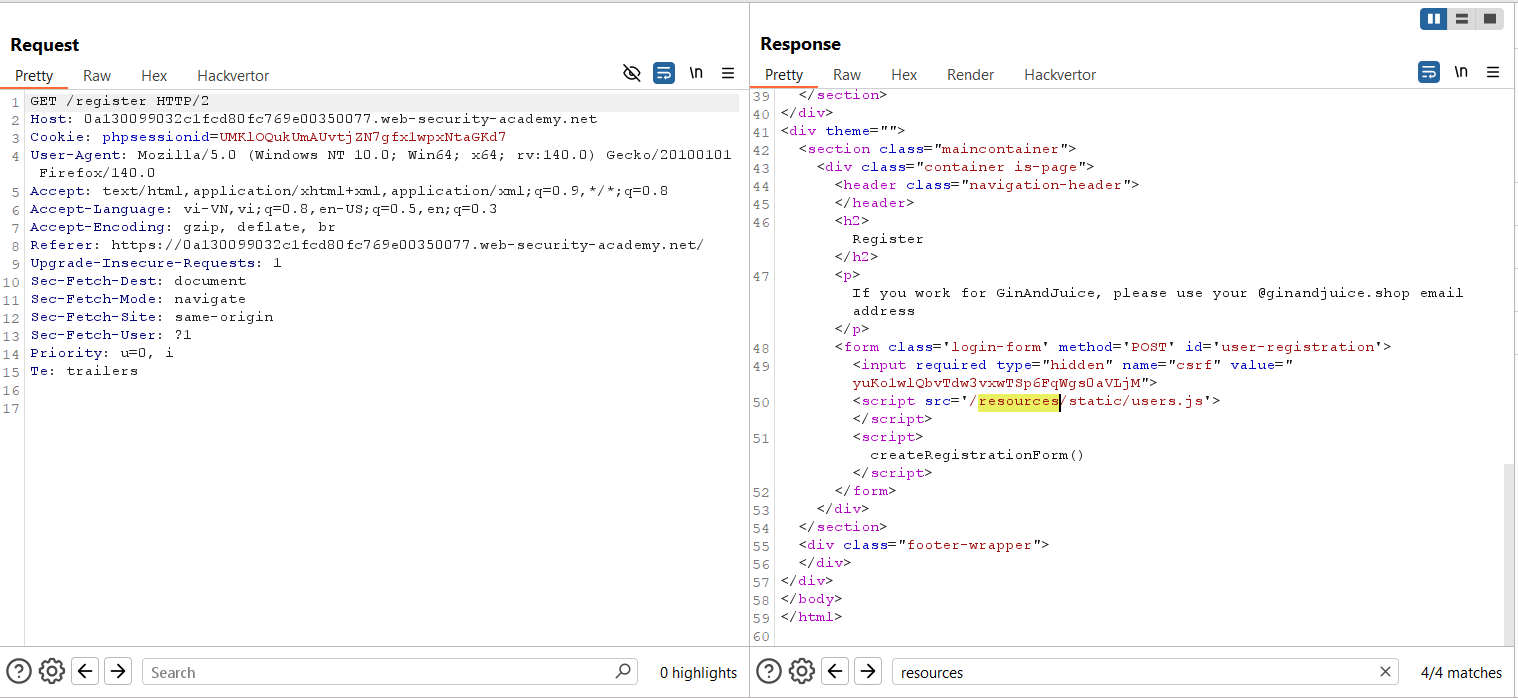 Request
Pretty Raw Hex Hackvertor \n
1 GET /register HTTP/2
2 Host: 0a130099032c1fcd80fc769e00350077.web-security-academy.net
3 Cookie: phpsessionid=UMKlOQukUmAUvtjZN7gfxlwpxNtaGKd7
4 User-Agent: Mozilla/5.0 (Windows NT 10.0; Win64; x64; rv:140.0) Gecko/20100101
Firefox/140.0
5 Accept: text/html,application/xhtml+xml,application/xml;q=0.9,*/*;q=0.8
6 Accept-Language: vi-VN,vi;q=0.8,en-US;q=0.5,en;q=0.3
7 Accept-Encoding: gzip, deflate, br
8 Referer: https://0a130099032c1fcd80fc769e00350077.web-security-academy.net/
9 Upgrade-Insecure-Requests: 1
10 Sec-Fetch-Dest: document
11 Sec-Fetch-Mode: navigate
12 Sec-Fetch-Site: same-origin
13 Sec-Fetch-User: ?1
14 Priority: u=0, i
15 Te: trailers
16
17
Search
0 highlights
Response
Pretty Raw Hex Render Hackvertor \n
39 </section>
40 </div>
41 <div theme="">
42 <section class="maincontainer">
43 <div class="container is-page">
44 <header class="navigation-header">
45 </header>
46 <h2>
Register
</h2>
47 <p>
If you work for GinAndJuice, please use your @ginandjuice.shop email
address
</p>
48 <form class='login-form' method='POST' id='user-registration'>
49 <input required type="hidden" name="csrf" value="
yuKo1wlQbvTdw3vxwTSp6FqWgs0aVLjM">
50 <script src='/resources/static/users.js'>
</script>
51 <script>
createRegistrationForm()
</script>
52 </form>
53 </div>
54 </section>
55 <div class="footer-wrapper">
56 </div>
57 </div>
58 </body>
59 </html>
60
resources
4/4 matches